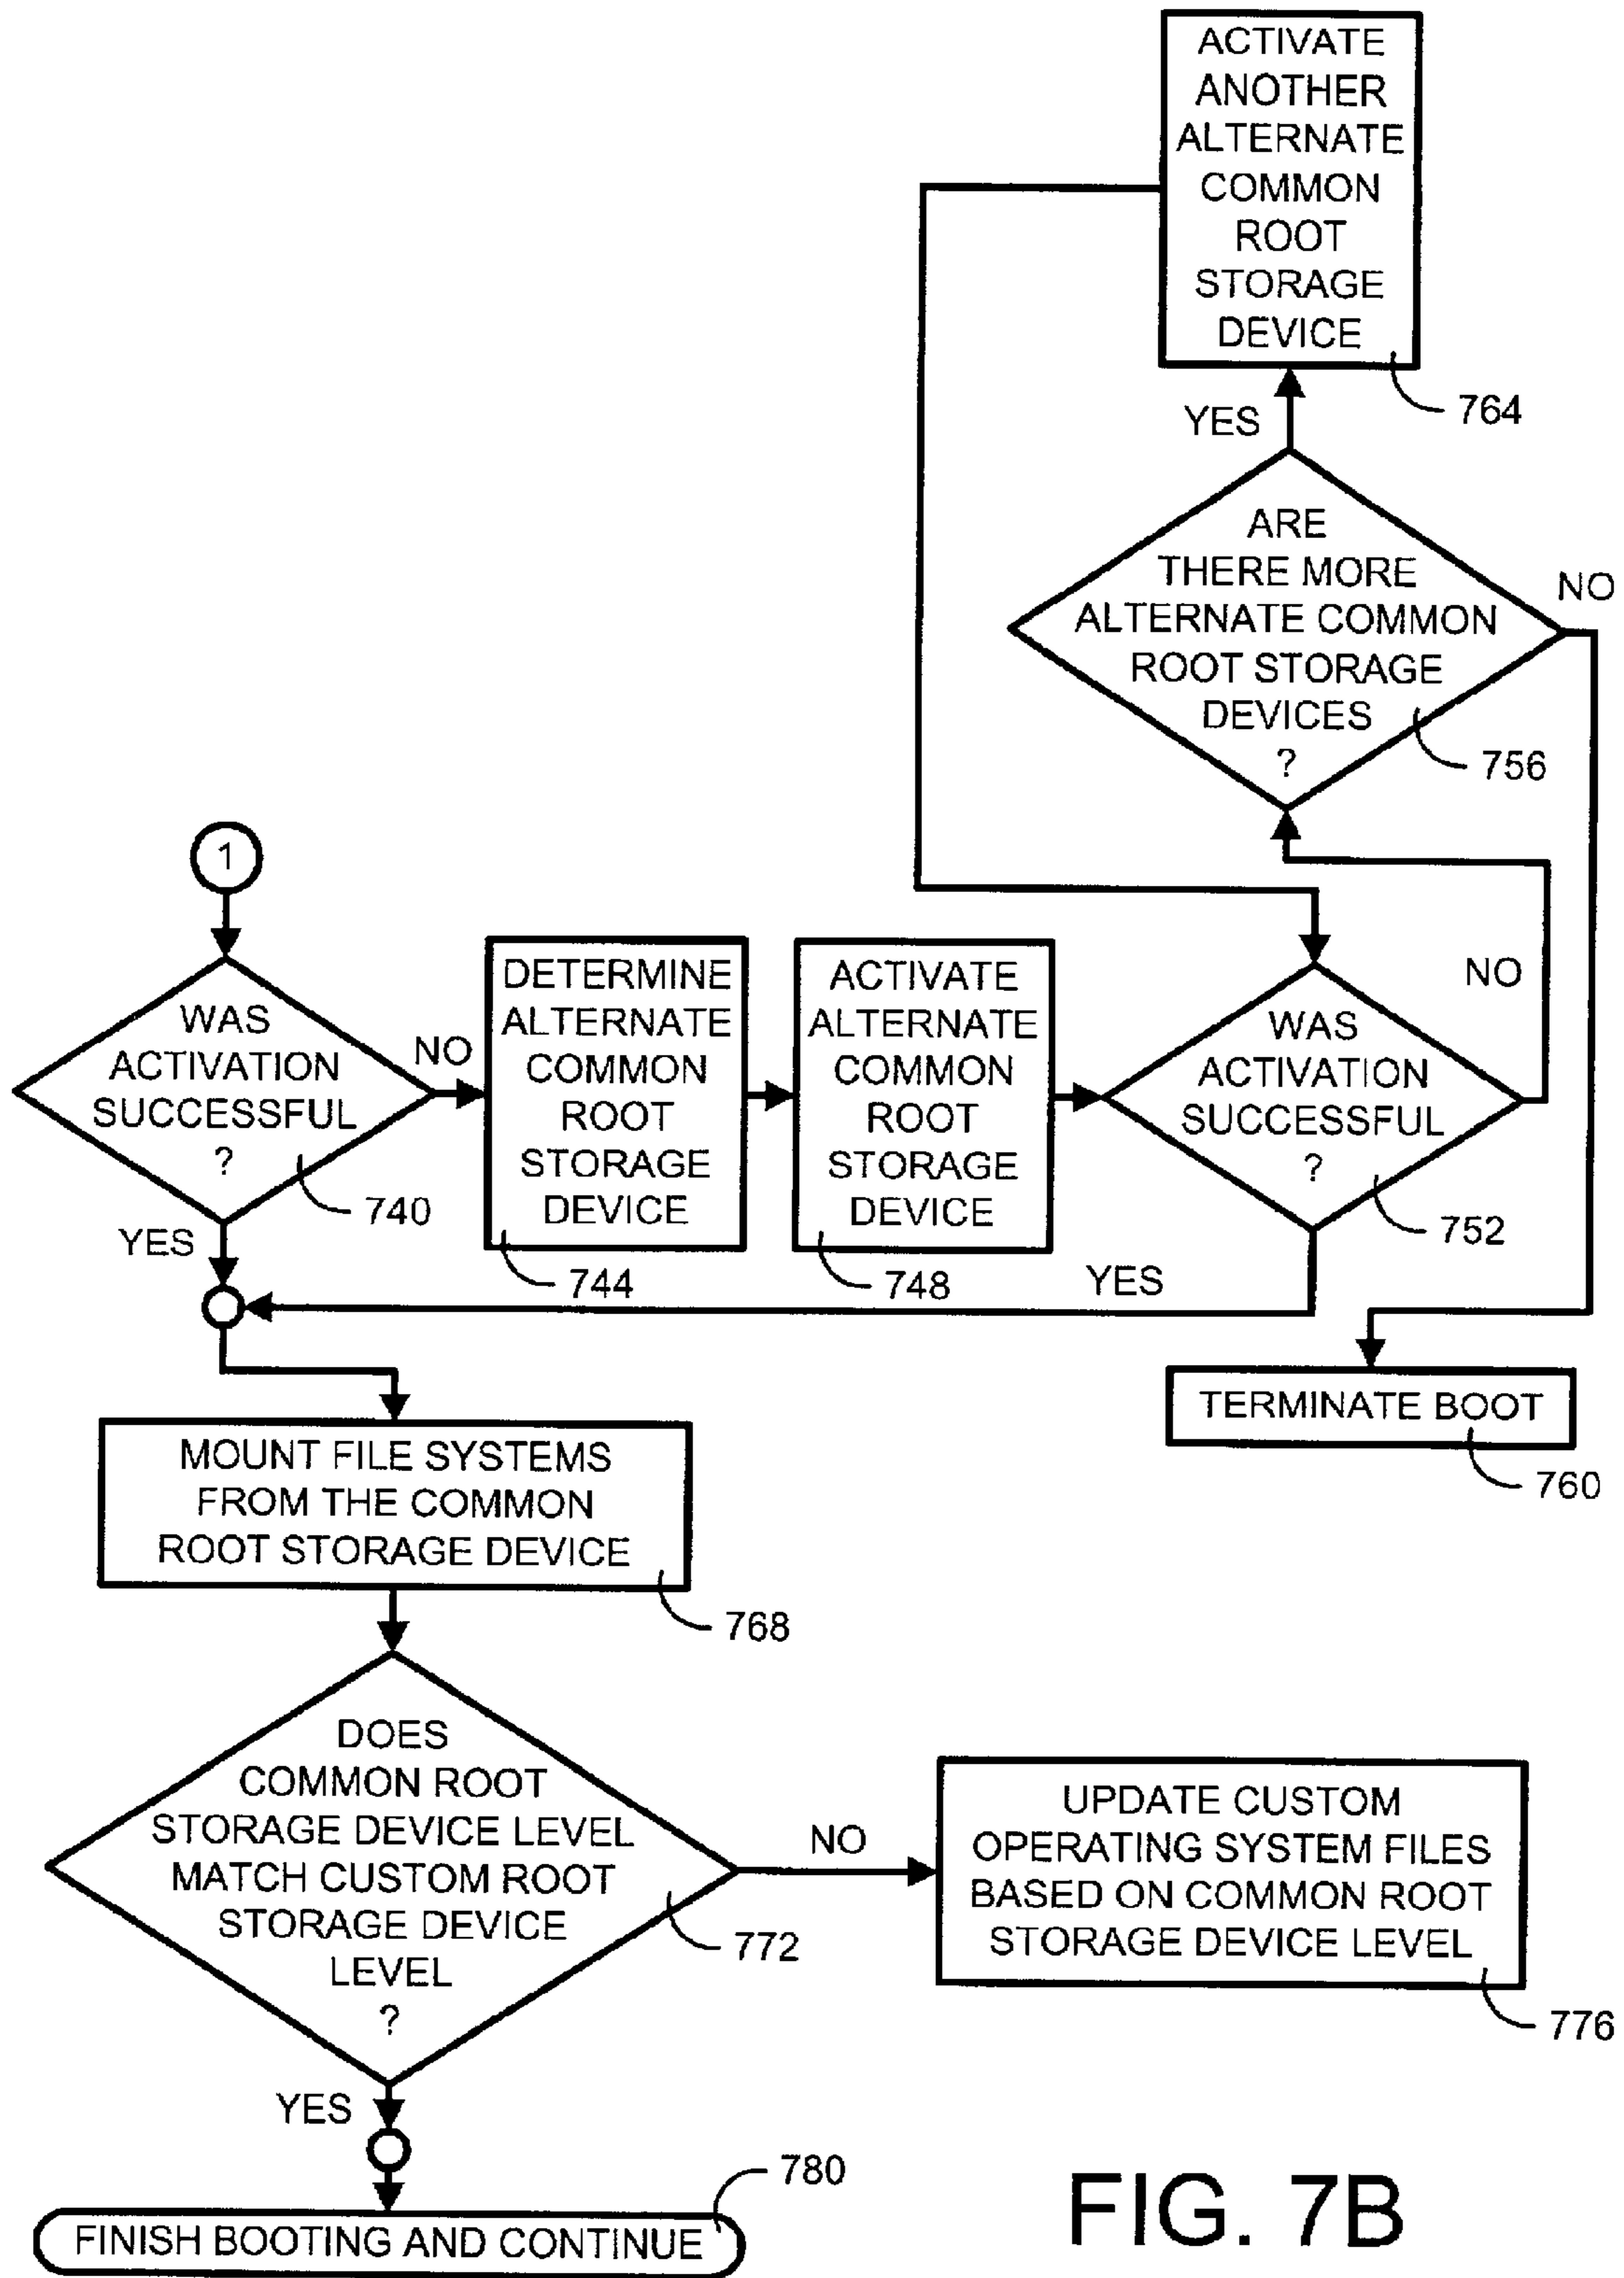 ACTIVATE
ANOTHER
ALTERNATE
COMMON
ROOT
STORAGE
DEVICE
764
YES
ARE
THERE MORE
ALTERNATE COMMON
ROOT STORAGE
DEVICES
?
NO
756
1
WAS
ACTIVATION
SUCCESSFUL
?
NO
740
YES
DETERMINE
ALTERNATE
COMMON
ROOT
STORAGE
DEVICE
744
ACTIVATE
ALTERNATE
COMMON
ROOT
STORAGE
DEVICE
748
WAS
ACTIVATION
SUCCESSFUL
?
NO
752
YES
TERMINATE BOOT
760
MOUNT FILE SYSTEMS
FROM THE COMMON
ROOT STORAGE DEVICE
768
DOES
COMMON ROOT
STORAGE DEVICE LEVEL
MATCH CUSTOM ROOT
STORAGE DEVICE
LEVEL
?
NO
772
UPDATE CUSTOM
OPERATING SYSTEM FILES
BASED ON COMMON ROOT
STORAGE DEVICE LEVEL
776
YES
780
FINISH BOOTING AND CONTINUE
FIG. 7B